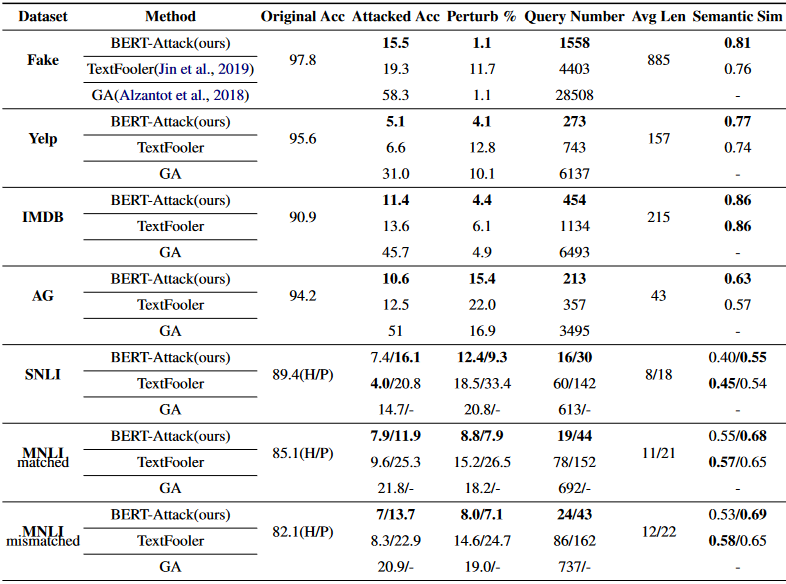 Dataset Method Original Acc Attacked Acc Perturb % Query Number Avg Len Semantic Sim
Fake BERT-Attack(ours) 97.8 15.5 1.1 1558 885 0.81
TextFooler(Jin et al., 2019) 19.3 11.7 4403 0.76
GA(Alzantot et al., 2018) 58.3 1.1 28508 -
Yelp BERT-Attack(ours) 95.6 5.1 4.1 273 157 0.77
TextFooler 6.6 12.8 743 0.74
GA 31.0 10.1 6137 -
IMDB BERT-Attack(ours) 90.9 11.4 4.4 454 215 0.86
TextFooler 13.6 6.1 1134 0.86
GA 45.7 4.9 6493 -
AG BERT-Attack(ours) 94.2 10.6 15.4 213 43 0.63
TextFooler 12.5 22.0 357 0.57
GA 51 16.9 3495 -
SNLI BERT-Attack(ours) 89.4(H/P) 7.4/16.1 12.4/9.3 16/30 8/18 0.40/0.55
TextFooler 4.0/20.8 18.5/33.4 60/142 0.45/0.54
GA 14.7/- 20.8/- 613/- -
MNLI matched BERT-Attack(ours) 85.1(H/P) 7.9/11.9 8.8/7.9 19/44 11/21 0.55/0.68
TextFooler 9.6/25.3 15.2/26.5 78/152 0.57/0.65
GA 21.8/- 18.2/- 692/- -
MNLI mismatched BERT-Attack(ours) 82.1(H/P) 7/13.7 8.0/7.1 24/43 12/22 0.53/0.69
TextFooler 8.3/22.9 14.6/24.7 86/162 0.58/0.65
GA 20.9/- 19.0/- 737/- -